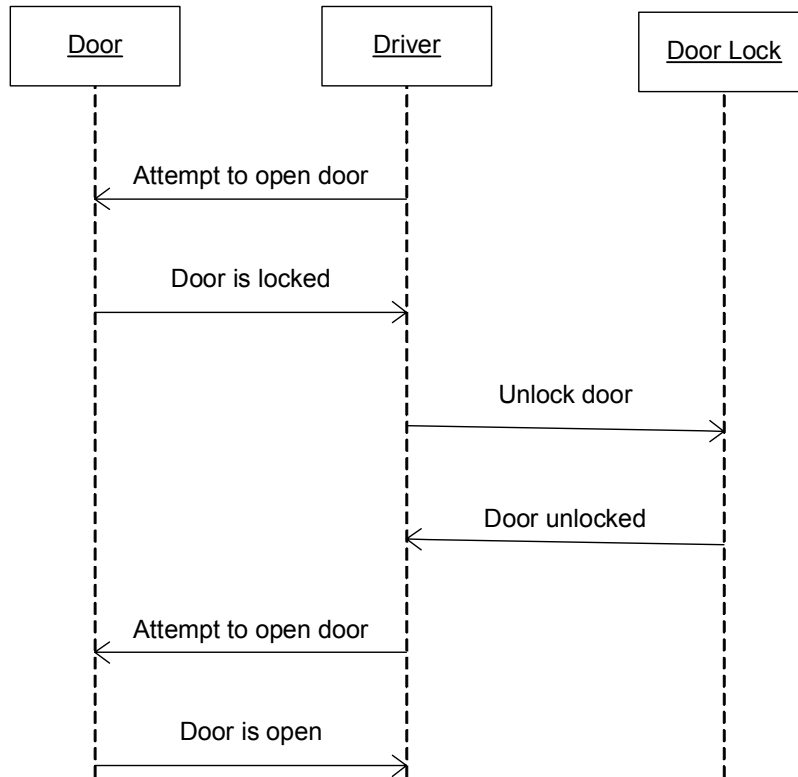 Door
Driver
Door Lock
Attempt to open door
Door is locked
Unlock door
Door unlocked
Attempt to open door
Door is open